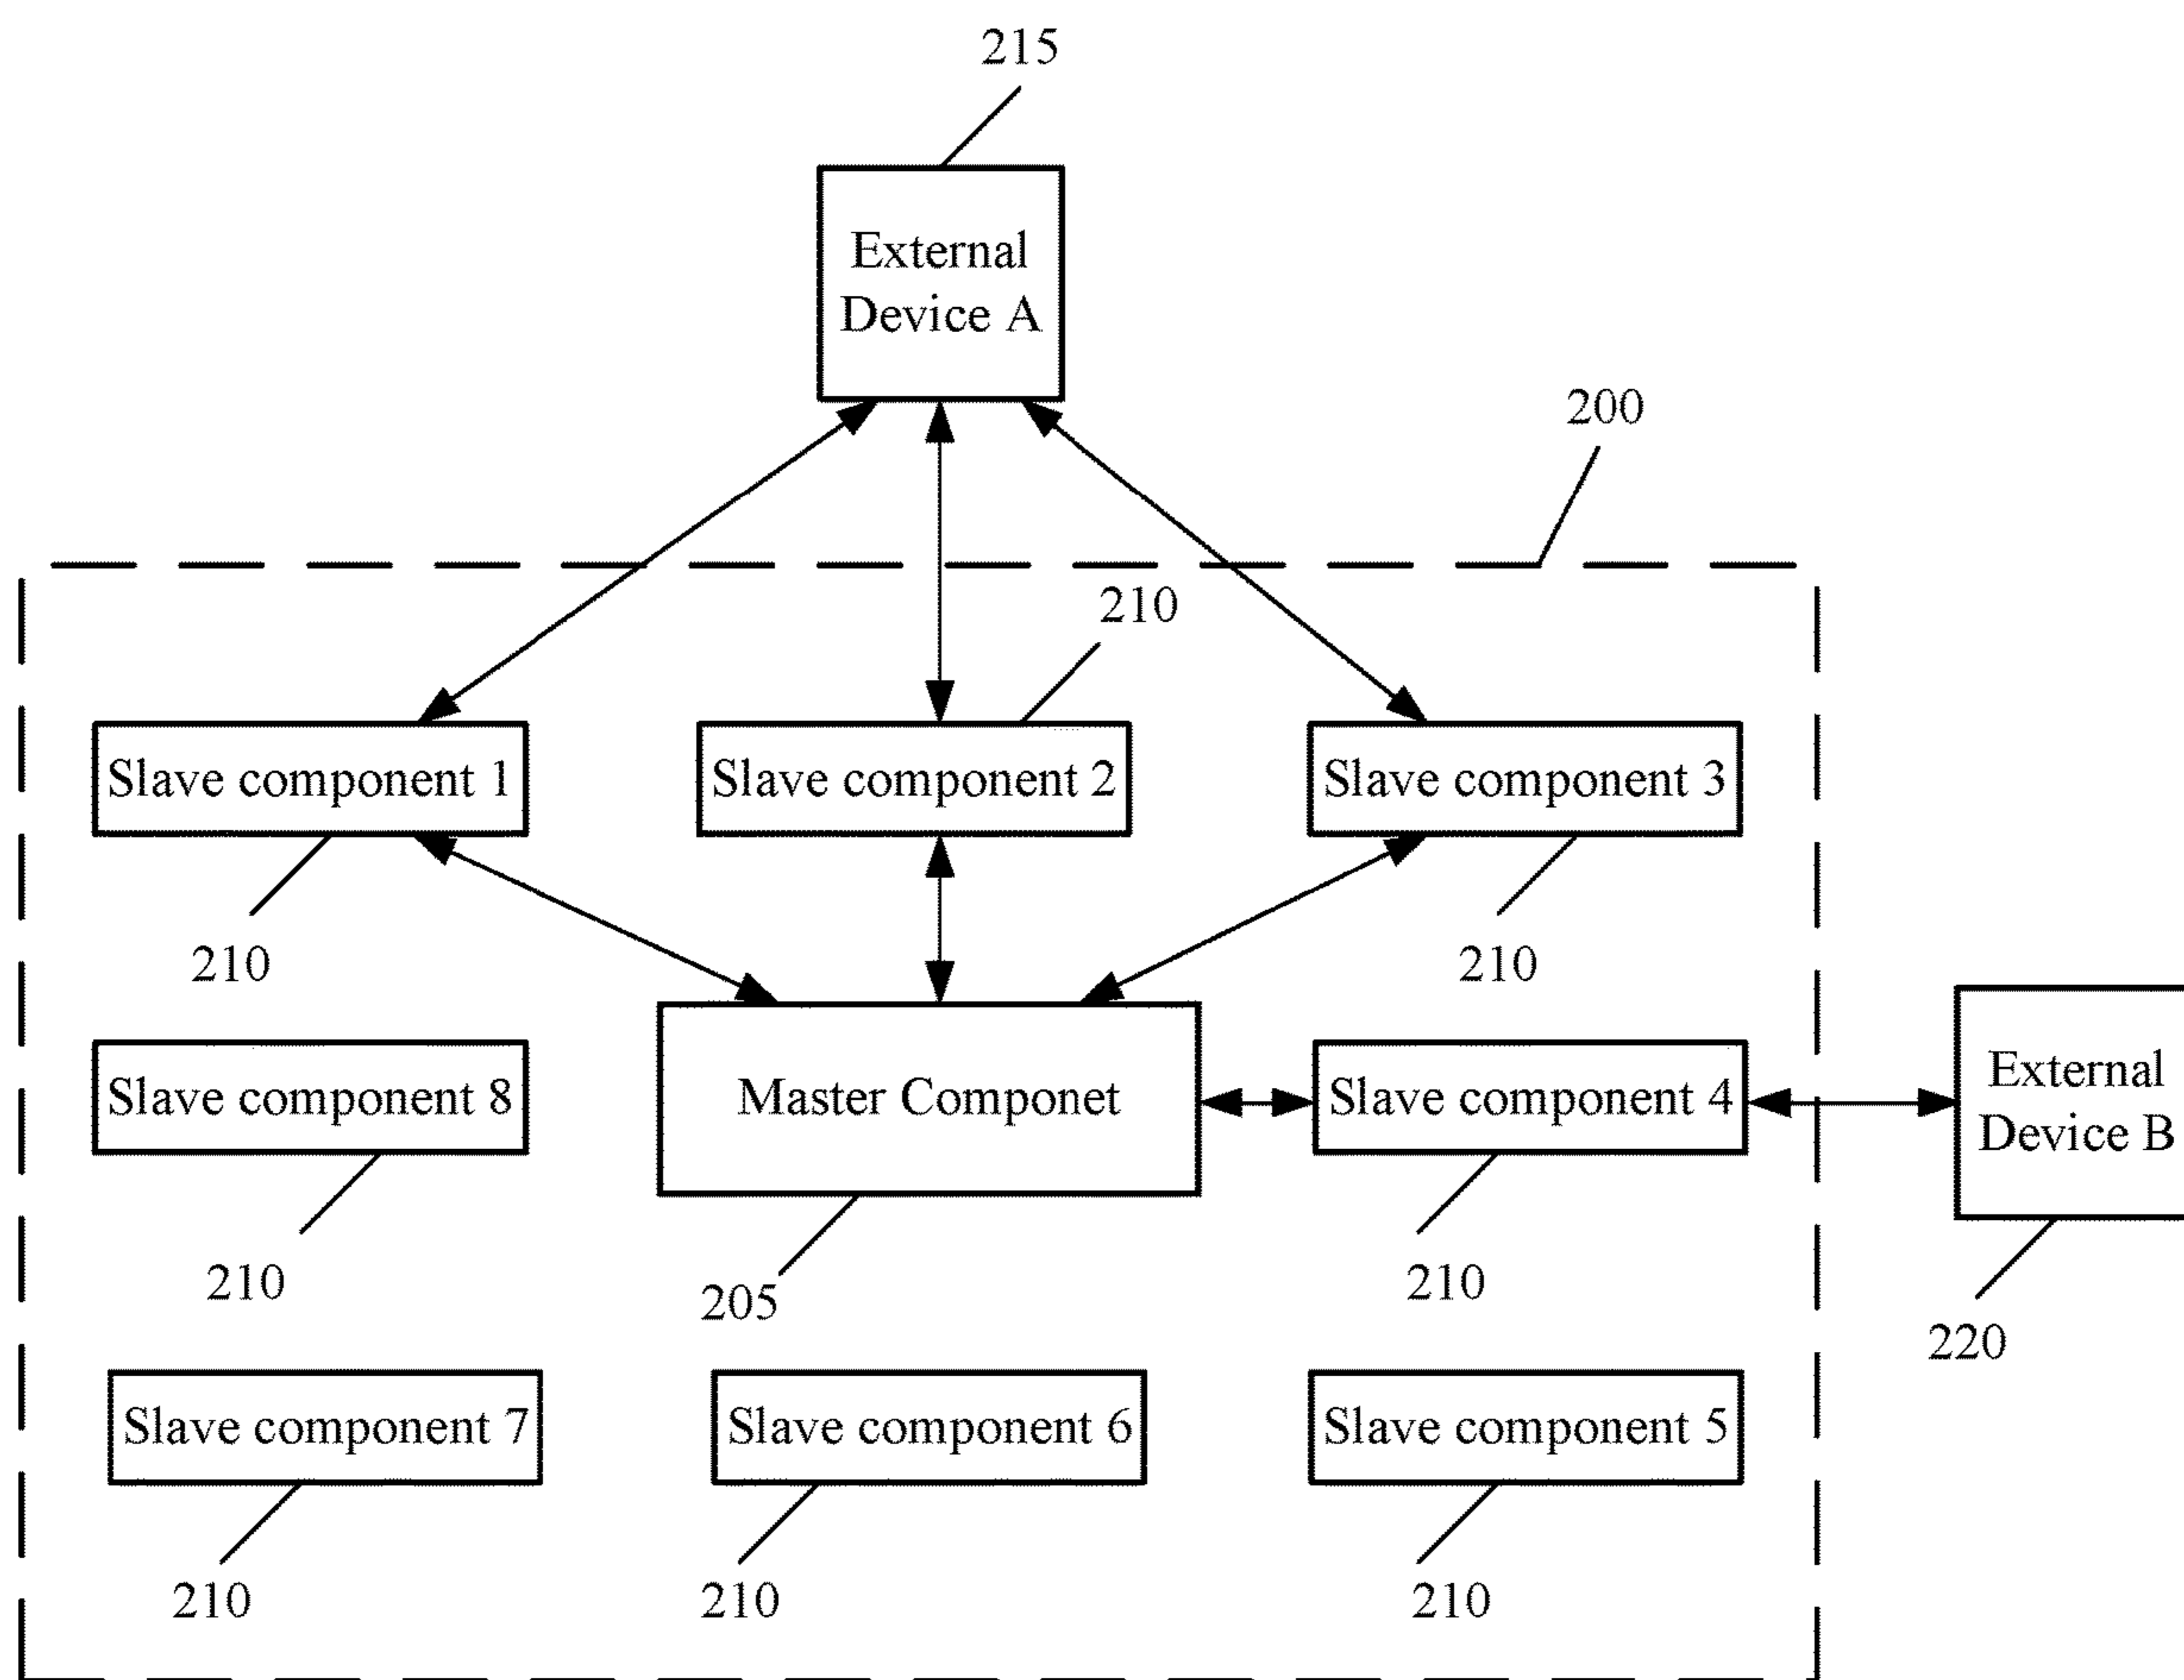 215
External
Device A
200
210
Slave component 1
Slave component 2
Slave component 3
210
210
Slave component 8
Master Componet
Slave component 4
External
Device B
210
205
210
220
Slave component 7
Slave component 6
Slave component 5
210
210
210